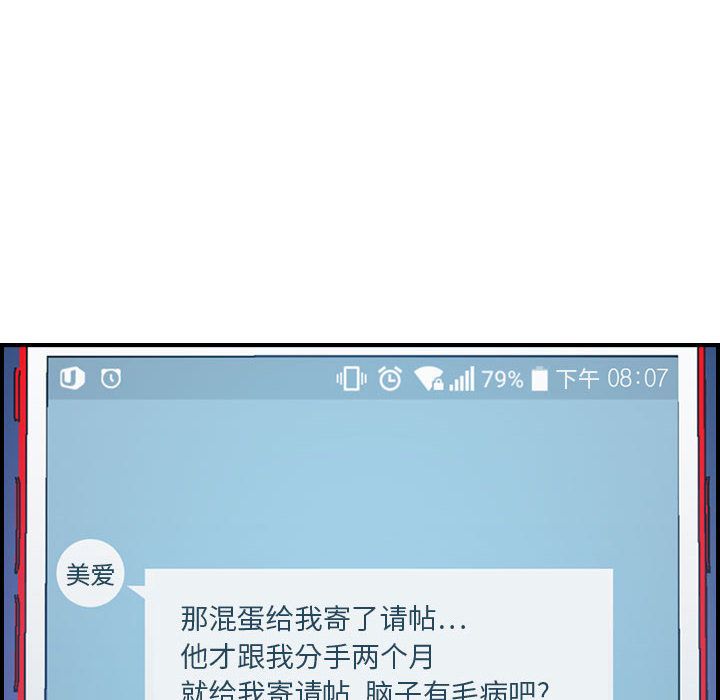 79% 下午 08:07
美爱
那混蛋给我寄了请帖...
他才跟我分手两个月
就给我寄请帖, 脑子有毛病吧?